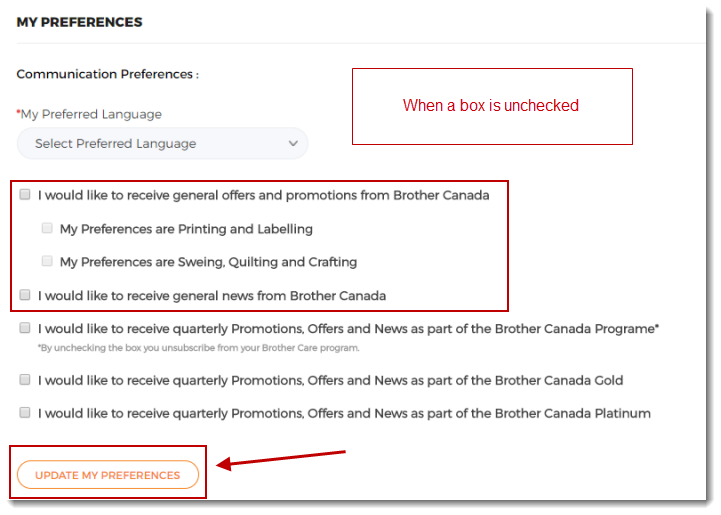 MY PREFERENCES
Communication Preferences :
When a box is unchecked
*My Preferred Language
Select Preferred Language
I would like to receive general offers and promotions from Brother Canada
My Preferences are Printing and Labelling
My Preferences are Sweing, Quilting and Crafting
I would like to receive general news from Brother Canada
I would like to receive quarterly Promotions, Offers and News as part of the Brother Canada Programe*
*By unchecking the box you unsubscribe from your Brother Care program.
I would like to receive quarterly Promotions, Offers and News as part of the Brother Canada Gold
I would like to receive quarterly Promotions, Offers and News as part of the Brother Canada Platinum
UPDATE MY PREFERENCES